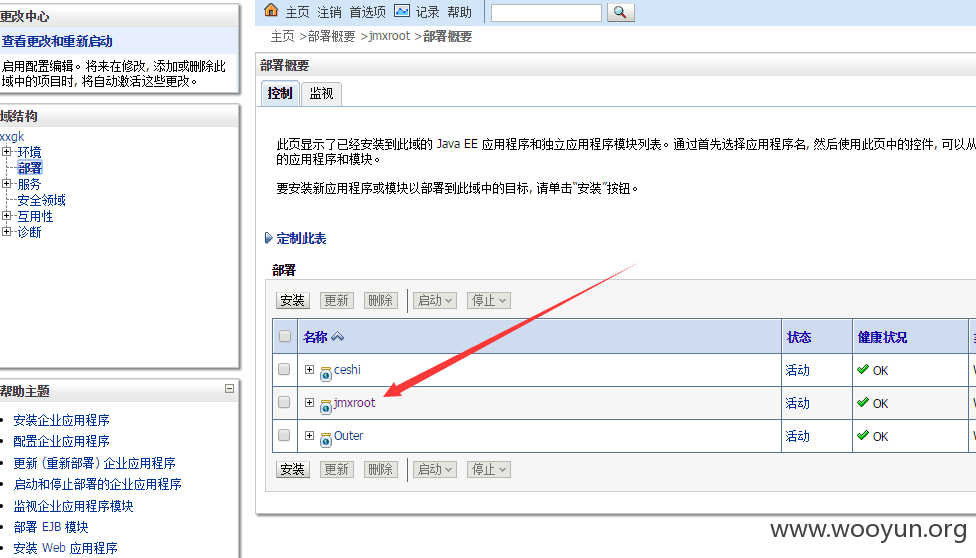 更改中心
查看更改和重新启动
启用配置编辑。将来在修改, 添加或删除此
域中的项目时, 将自动激活这些更改。
域结构
xxgk
环境
部署
服务
安全领域
互用性
诊断
帮助主题
安装企业应用程序
配置企业应用程序
更新 (重新部署) 企业应用程序
启动和停止部署的企业应用程序
监视企业应用程序模块
部署 EJB 模块
安装 Web 应用程序
主页 注销 首选项 记录 帮助
主页 >部署概要 >jmxroot >部署概要
部署概要
控制 监视
此页显示了已经安装到此域的 Java EE 应用程序和独立应用程序模块列表。通过首先选择应用程序名, 然后使用此页中的控件, 可以从
的应用程序和模块。
要安装新应用程序或模块以部署到此域中的目标, 请单击“安装”按钮。
定制此表
部署
安装 更新 删除 启动 停止
名称 状态 健康状况
ceshi 活动 OK
jmxroot 活动 OK
Outer 活动 OK
安装 更新 删除 启动 停止
www.wooyun.org